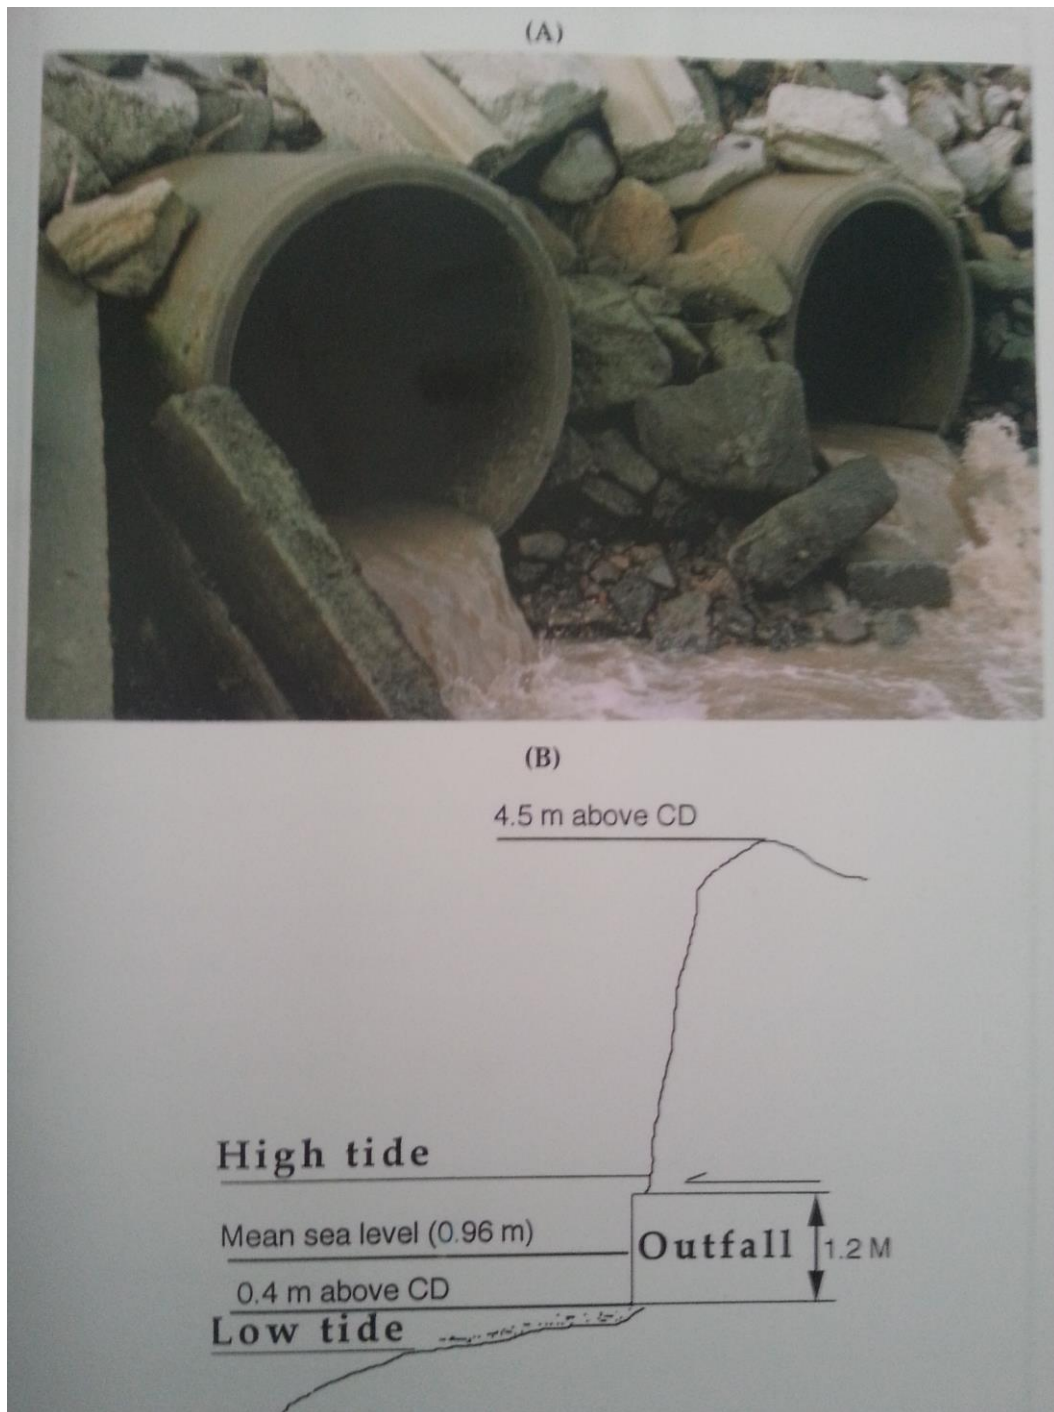 (A)
(B)
4.5 m above CD
High tide
Mean sea level (0.96 m)
Outfall
1.2 M
0.4 m above CD
Low tide